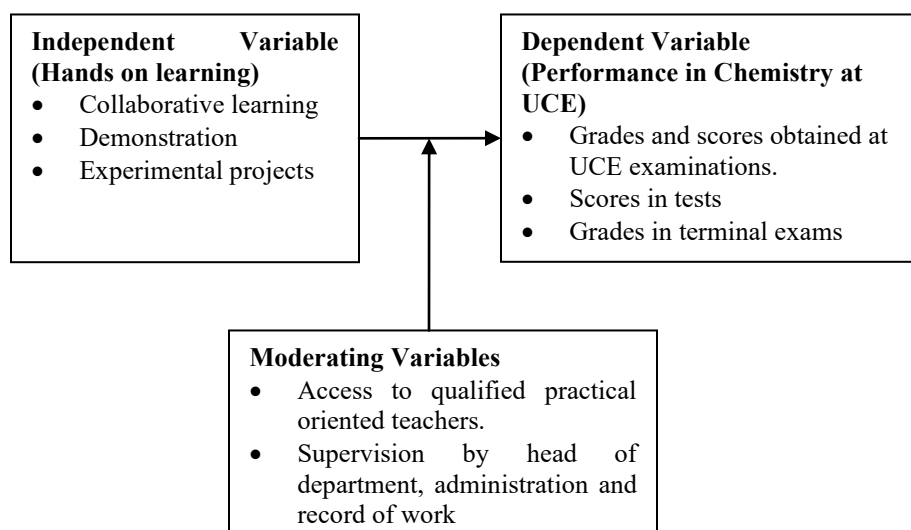 Independent Variable
(Hands on learning)
• Collaborative learning
• Demonstration
• Experimental projects
Dependent Variable
(Performance in Chemistry at
UCE)
• Grades and scores obtained at
UCE examinations.
• Scores in tests
• Grades in terminal exams
Moderating Variables
• Access to qualified practical
oriented teachers.
• Supervision by head of
department, administration and
record of work